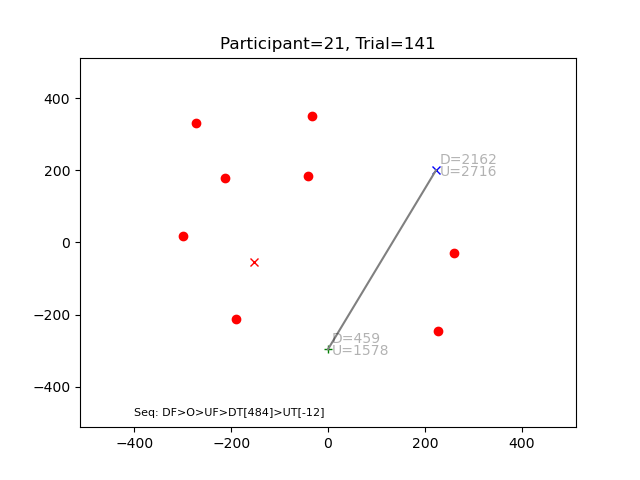 Participant=21, Trial=141
400
200
0
−200
−400
D=2162
U=2716
D=459
U=1578
Seq: DF>O>UF>DT[484]>UT[-12]
−400
−200
0
200
400